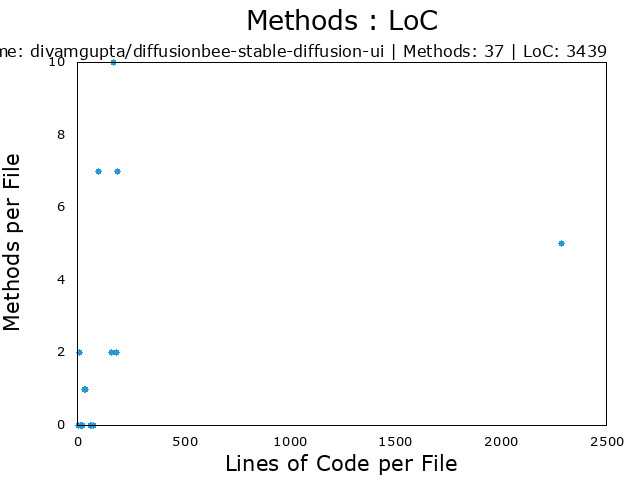 Methods : LoC
me: divamgupta/diffusionbee-stable-diffusion-ui | Methods: 37 | LoC: 3439
10
8
6
4
2
0
Methods per File
0 500 1000 1500 2000 2500
Lines of Code per File